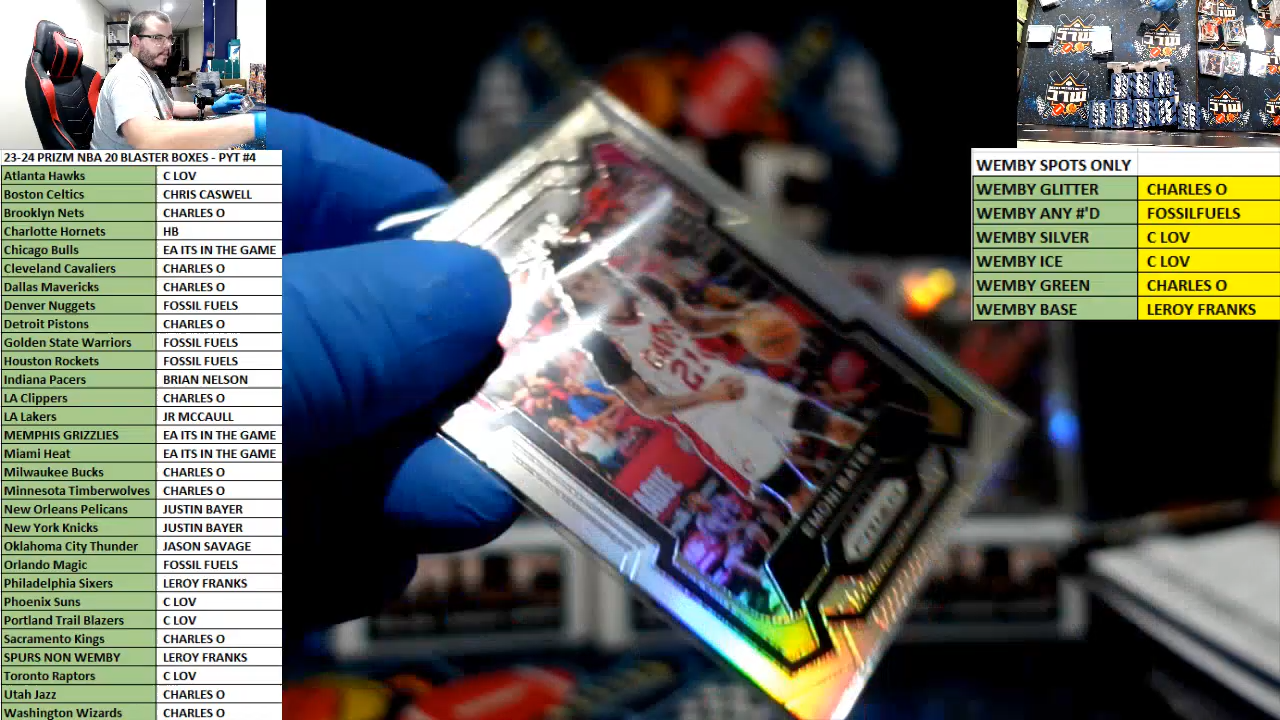 23-24 PRIZM NBA 20 BLASTER BOXES - PYT #4
Atlanta Hawks C LOV
Boston Celtics CHRIS CASWELL
Brooklyn Nets CHARLES O
Charlotte Hornets HB
Chicago Bulls EA ITS IN THE GAME
Cleveland Cavaliers CHARLES O
Dallas Mavericks CHARLES O
Denver Nuggets FOSSIL FUELS
Detroit Pistons CHARLES O
Golden State Warriors FOSSIL FUELS
Houston Rockets FOSSIL FUELS
Indiana Pacers BRIAN NELSON
LA Clippers CHARLES O
LA Lakers JR MCCAULL
MEMPHIS GRIZZLIES EA ITS IN THE GAME
Miami Heat EA ITS IN THE GAME
Milwaukee Bucks CHARLES O
Minnesota Timberwolves CHARLES O
New Orleans Pelicans JUSTIN BAYER
New York Knicks JUSTIN BAYER
Oklahoma City Thunder JASON SAVAGE
Orlando Magic FOSSIL FUELS
Philadelphia Sixers LEROY FRANKS
Phoenix Suns C LOV
Portland Trail Blazers C LOV
Sacramento Kings CHARLES O
SPURS NON WEMBY LEROY FRANKS
Toronto Raptors C LOV
Utah Jazz CHARLES O
Washington Wizards CHARLES O
WEMBY SPOTS ONLY
WEMBY GLITTER CHARLES O
WEMBY ANY #'D FOSSILFUELS
WEMBY SILVER C LOV
WEMBY ICE C LOV
WEMBY GREEN CHARLES O
WEMBY BASE LEROY FRANKS
SIMONI BATES
PRIZM